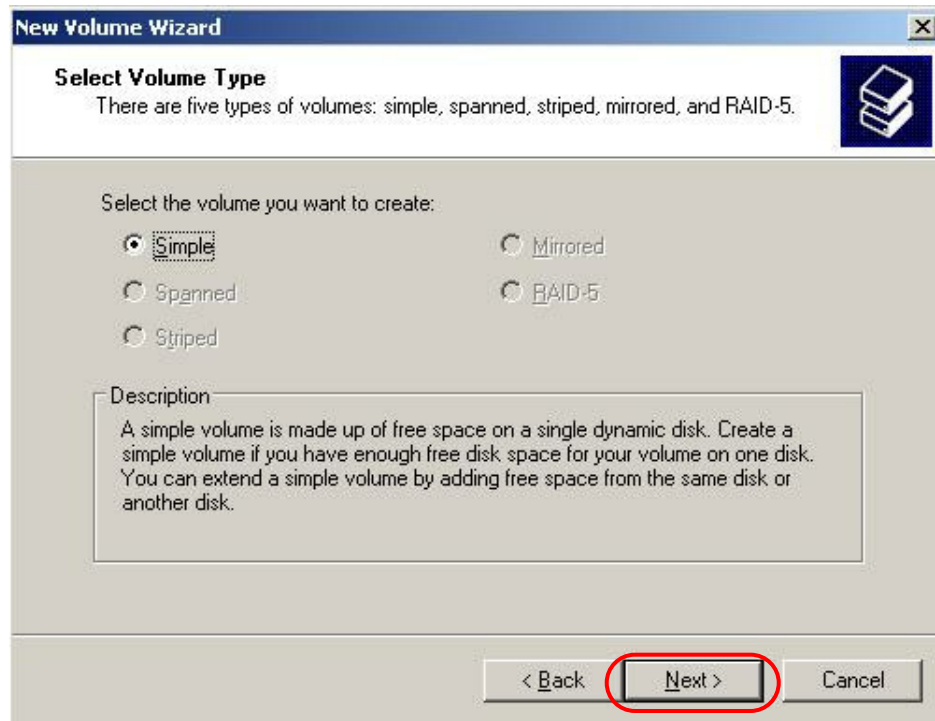 New Volume Wizard
Select Volume Type
There are five types of volumes: simple, spanned, striped, mirrored, and RAID-5.
Select the volume you want to create:
Simple
Mirrored
Spanned
RAID-5
Striped
Description
A simple volume is made up of free space on a single dynamic disk. Create a
simple volume if you have enough free disk space for your volume on one disk.
You can extend a simple volume by adding free space from the same disk or
another disk.
< Back
Next >
Cancel